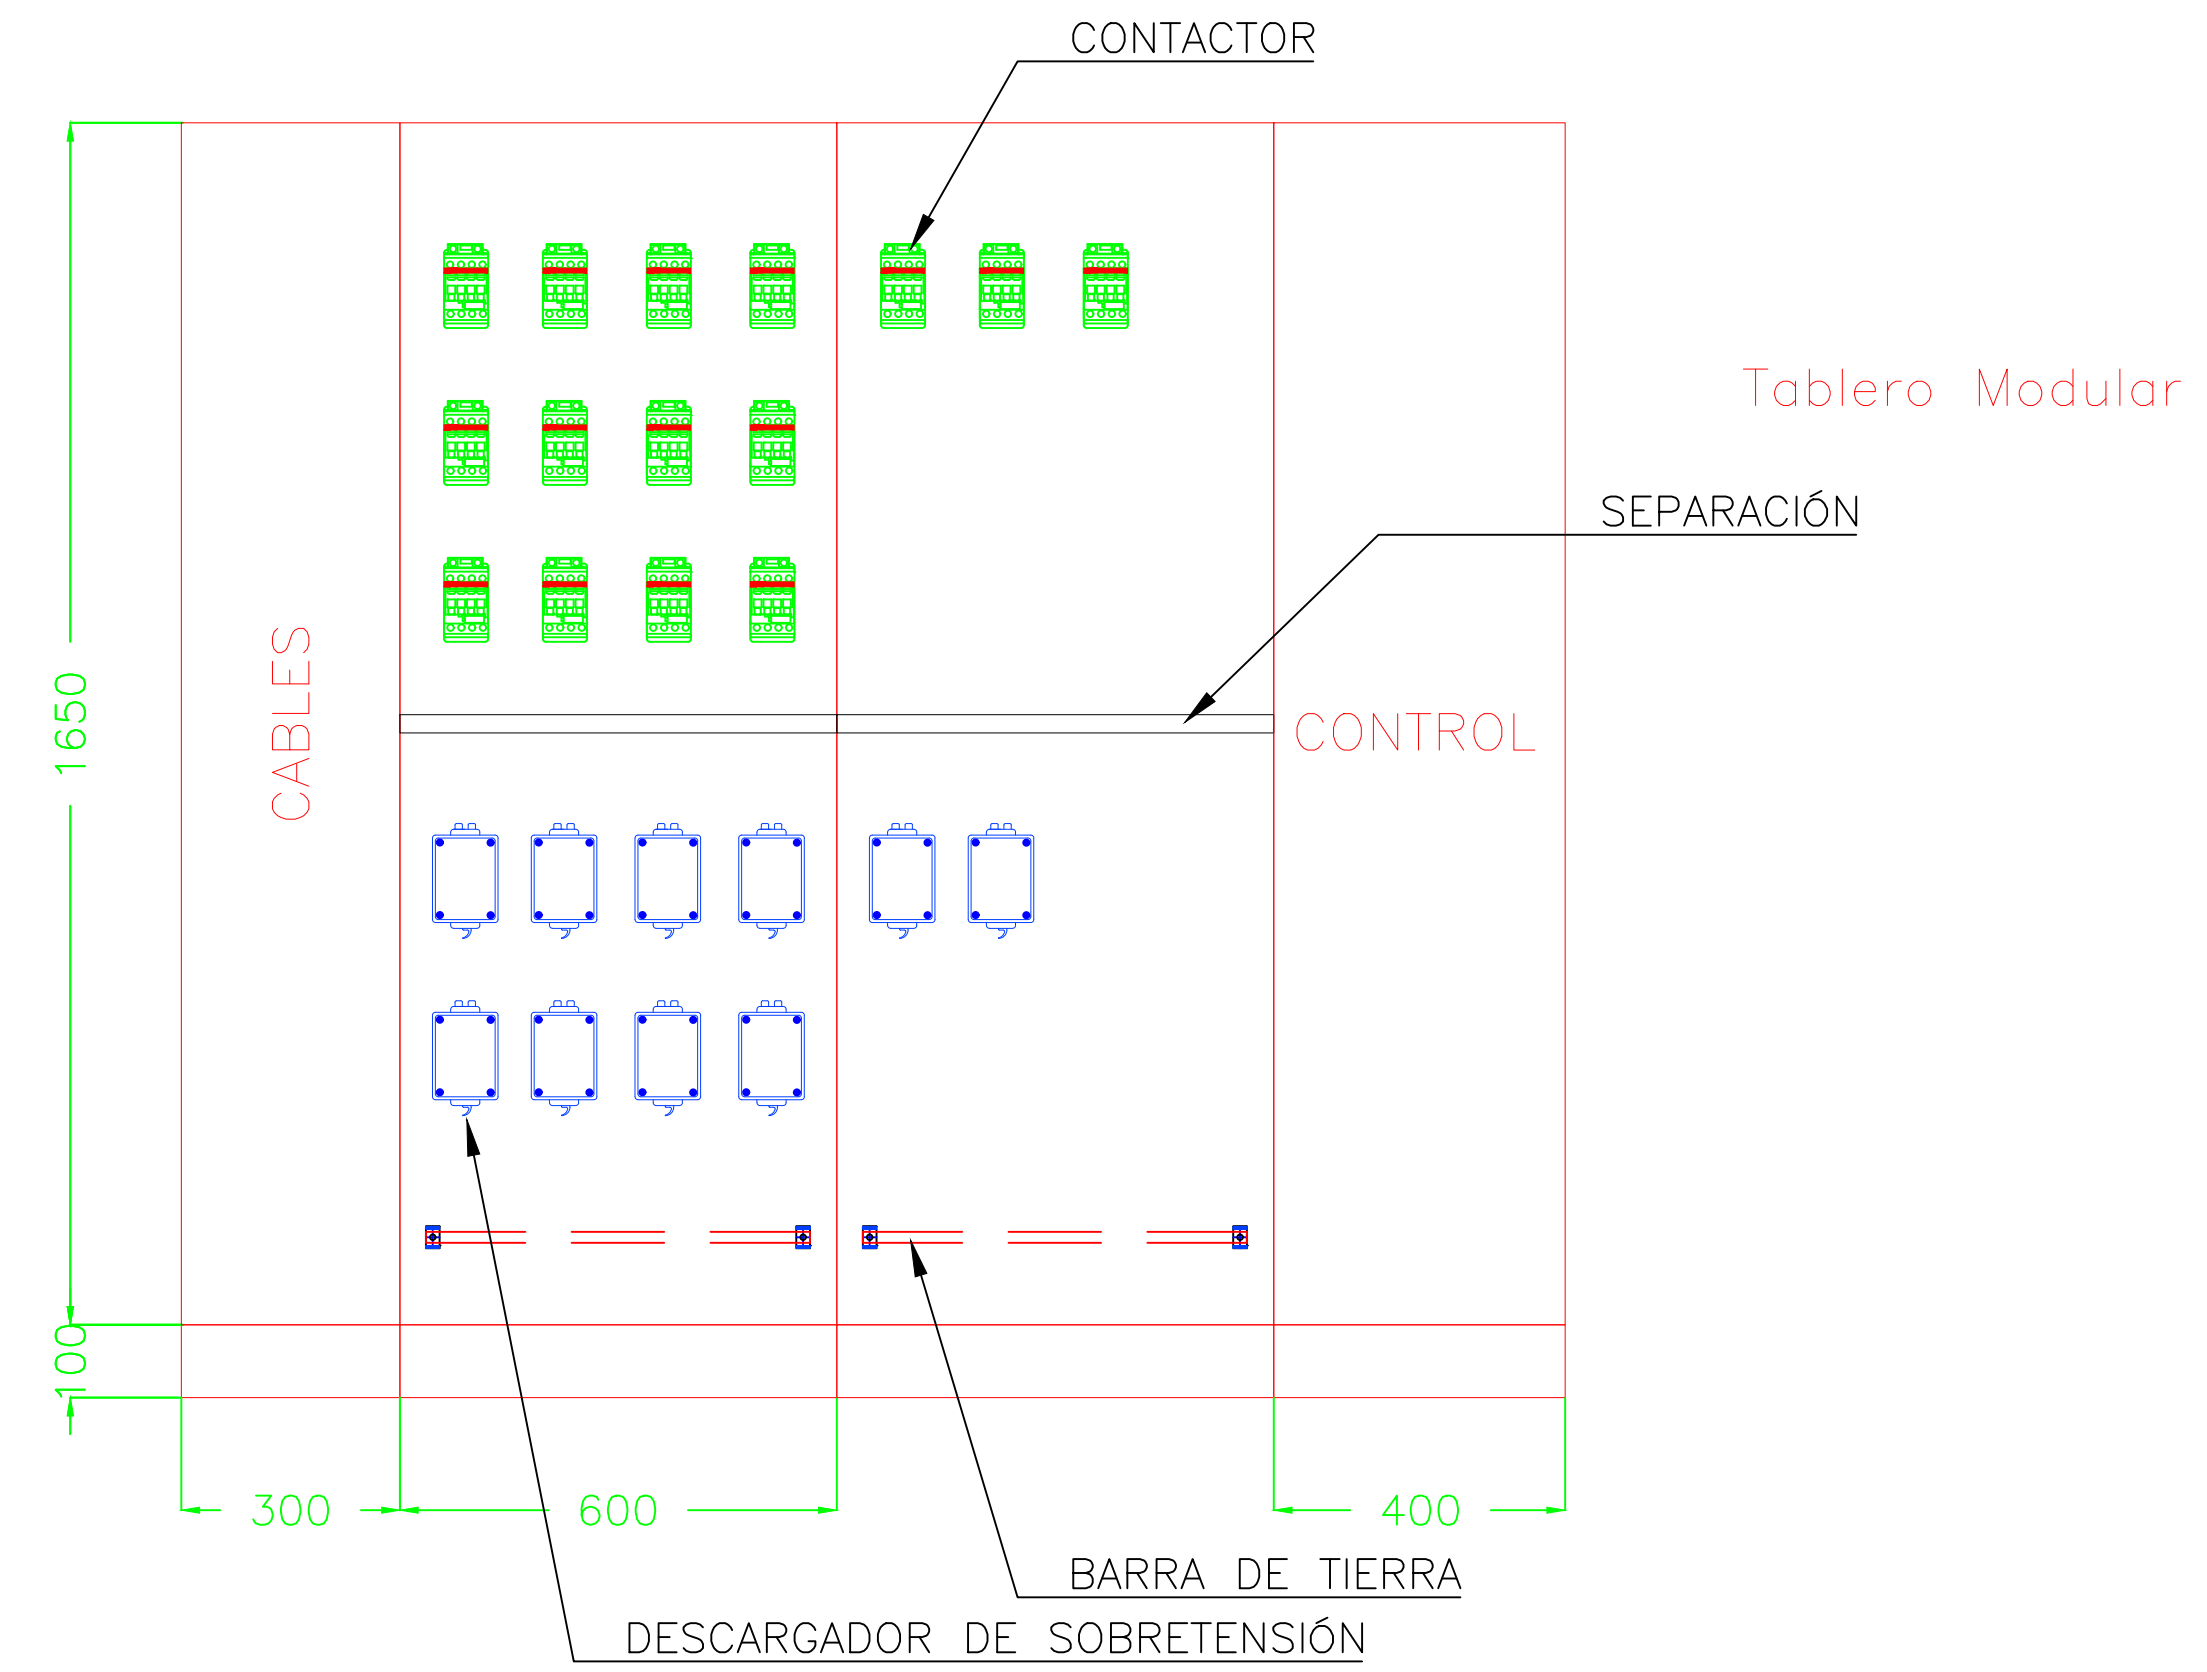 CONTACTOR
Tablero Modular
SEPARACIÓN
1650
CABLES
CONTROL
100
300
600
400
BARRA DE TIERRA
DESCARGADOR DE SOBRETENSIÓN